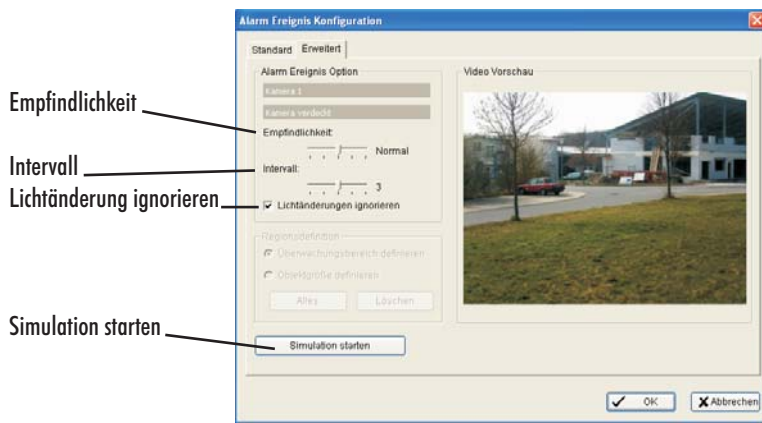 Alarm Ereignis Konfiguration
Standard Erweitert
Alarm Ereignis Option
Kamera 1
Kamera verdeckt
Empfindlichkeit:
Normal
Intervall:
3
Lichtänderungen ignorieren
Regionsdefinition
Überwachungsbereich definieren
Objektgröße definieren
Alles Löschen
Simulation starten
Video Vorschau
OK Abbrechen
Empfindlichkeit
Intervall
Lichtänderung ignorieren
Simulation starten